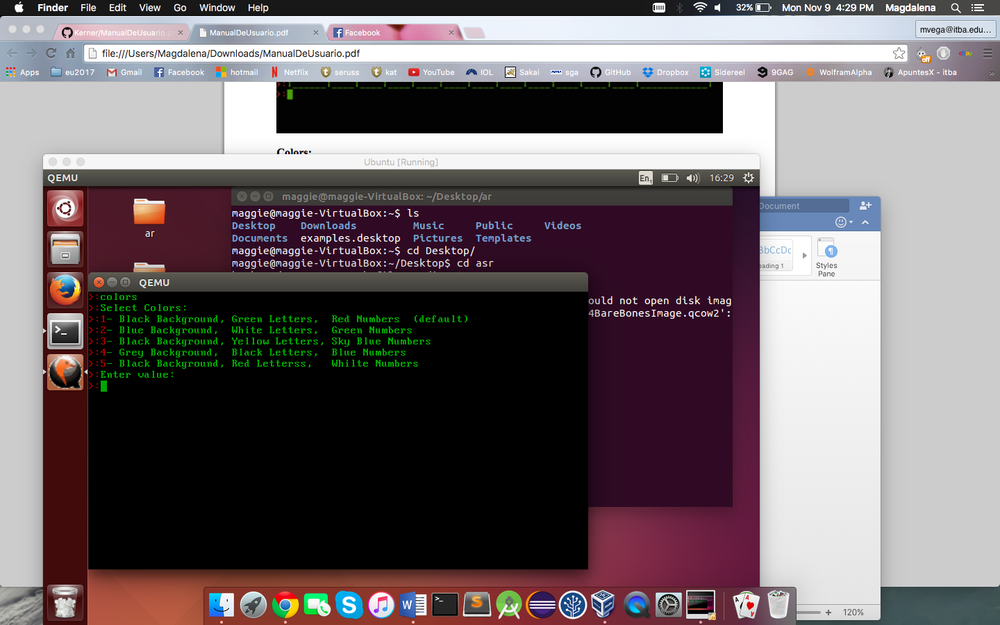 Finder File Edit View Go Window Help 32% Mon Nov 9 4:29 PM Magdalena
Kerner/ManualDeUsuario.p ManualDeUsuario.pdf Facebook mvega@itba.edu...
file:///Users/Magdalena/Downloads/ManualDeUsuario.pdf
Apps eu2017 Gmail Facebook hotmail Netflix seruss kat YouTube IOL Sakai sga GitHub Dropbox Sidereel 9GAG WolframAlpha ApuntesX - itba »
>:
Colors:
Ubuntu [Running]
QEMU En1 16:29
maggie@maggie-VirtualBox: ~/Desktop/ar
maggie@maggie-VirtualBox:~$ ls
Desktop Downloads Music Public Videos
Documents examples.desktop Pictures Templates
maggie@maggie-VirtualBox:~$ cd Desktop/
maggie@maggie-VirtualBox:~/Desktop$ cd asr
ould not open disk imag
4BareBonesImage.qcow2':
ar
QEMU
>:colors
>:Select Colors:
>:1- Black Background, Green Letters, Red Numbers (default)
>:2- Blue Background, White Letters, Green Numbers
>:3- Black Background, Yellow Letters, Sky Blue Numbers
>:4- Grey Background, Black Letters, Blue Numbers
>:5- Black Background, Red Letterss, Whilte Numbers
>:Enter value:
>:
Document
BbCcDc
eading 1
Styles
Pane
120%